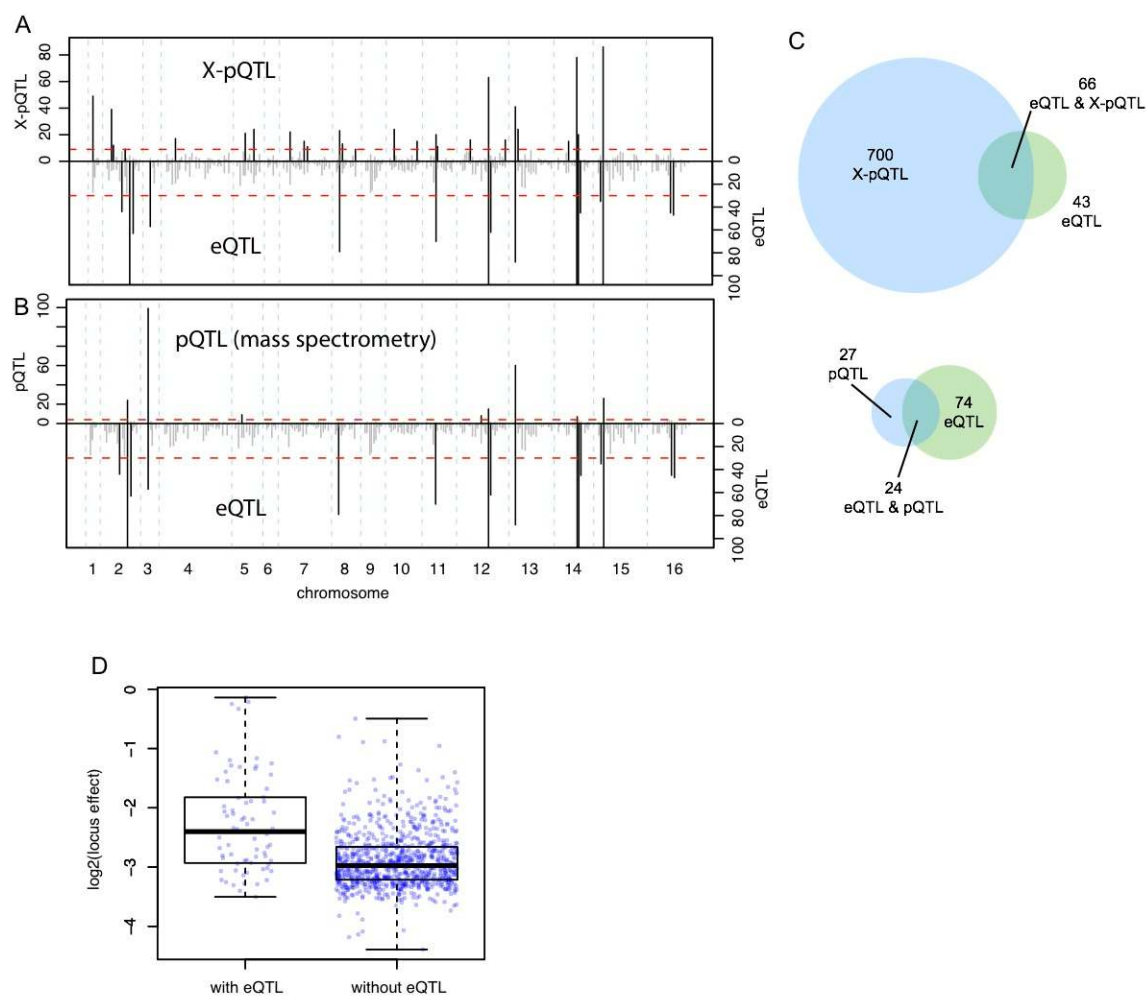 A
X-pQTL
X-pQTL
0 20 40 60 80
eQTL
eQTL
0 20 40 60 80 100
B
pQTL (mass spectrometry)
pQTL
0 20 60 100
eQTL
eQTL
0 20 40 60 80 100
1 2 3 4 5 6 7 8 9 10 11 12 13 14 15 16
chromosome
C
66
eQTL & X-pQTL
700
X-pQTL
43
eQTL
27
pQTL
74
eQTL
24
eQTL & pQTL
D
log2(locus effect)
0
-1
-2
-3
-4
with eQTL without eQTL